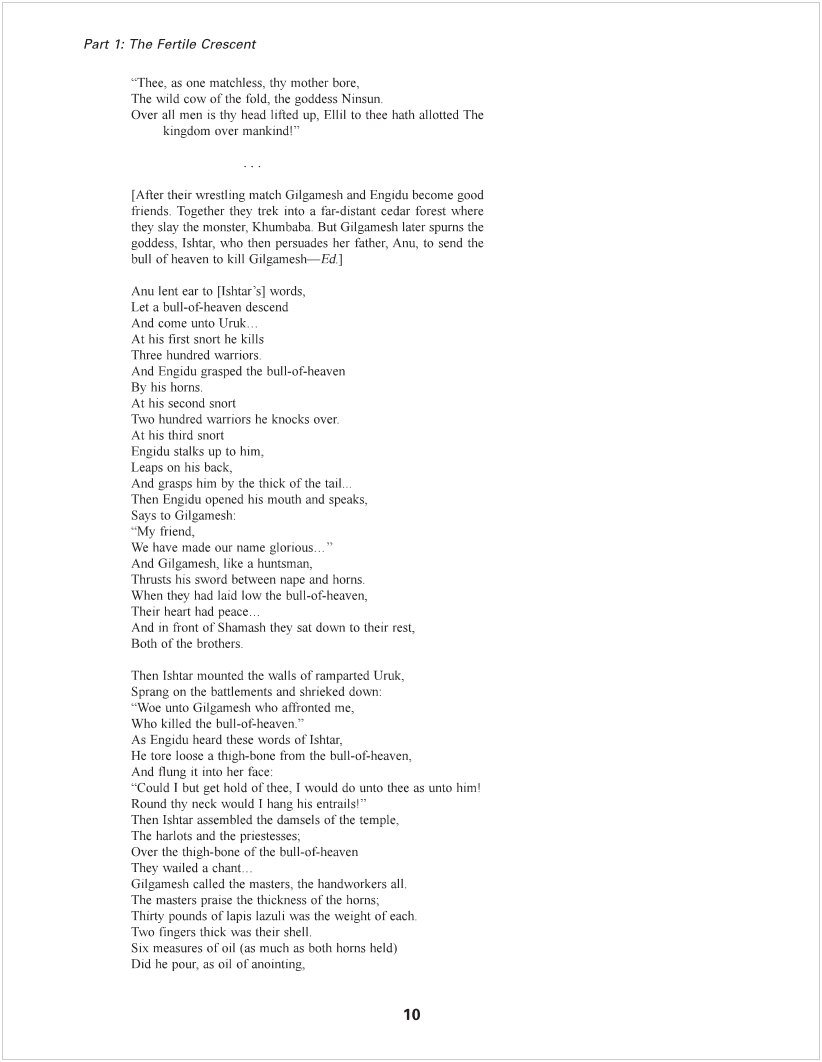 Part 1: The Fertile Crescent
“Thee, as one matchless, thy mother bore,
The wild cow of the fold, the goddess Ninsun.
Over all men is thy head lifted up, Ellil to thee hath allotted The
kingdom over mankind!”
. . .
[After their wrestling match Gilgamesh and Engidu become good
friends. Together they trek into a far-distant cedar forest where
they slay the monster, Khumbaba. But Gilgamesh later spurns the
goddess, Ishtar, who then persuades her father, Anu, to send the
bull of heaven to kill Gilgamesh—Ed.]
Anu lent ear to [Ishtar’s] words,
Let a bull-of-heaven descend
And come unto Uruk…
At his first snort he kills
Three hundred warriors.
And Engidu grasped the bull-of-heaven
By his horns.
At his second snort
Two hundred warriors he knocks over.
At his third snort
Engidu stalks up to him,
Leaps on his back,
And grasps him by the thick of the tail...
Then Engidu opened his mouth and speaks,
Says to Gilgamesh:
“My friend,
We have made our name glorious…”
And Gilgamesh, like a huntsman,
Thrusts his sword between nape and horns.
When they had laid low the bull-of-heaven,
Their heart had peace…
And in front of Shamash they sat down to their rest,
Both of the brothers.
Then Ishtar mounted the walls of ramparted Uruk,
Sprang on the battlements and shrieked down:
“Woe unto Gilgamesh who affronted me,
Who killed the bull-of-heaven.”
As Engidu heard these words of Ishtar,
He tore loose a thigh-bone from the bull-of-heaven,
And flung it into her face:
“Could I but get hold of thee, I would do unto thee as unto him!
Round thy neck would I hang his entrails!”
Then Ishtar assembled the damsels of the temple,
The harlots and the priestesses;
Over the thigh-bone of the bull-of-heaven
They wailed a chant…
Gilgamesh called the masters, the handworkers all.
The masters praise the thickness of the horns;
Thirty pounds of lapis lazuli was the weight of each.
Two fingers thick was their shell.
Six measures of oil (as much as both horns held)
Did he pour, as oil of anointing,
10